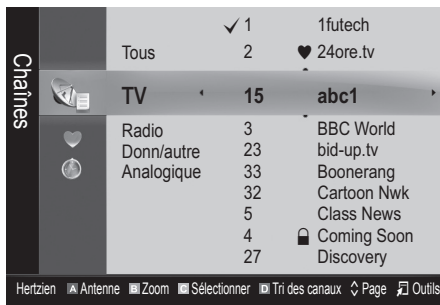 Chaînes
✓ 1 1futech
Tous 2 ♥ 24ore.tv
TV 15 abc1
Radio 3 BBC World
Donn/autre 23 bid-up.tv
Analogique 33 Boonerang
32 Cartoon Nwk
5 Class News
4 Coming Soon
27 Discovery
Hertzien A Antenne B Zoom C Sélectionner D Tri des canaux Page Outils